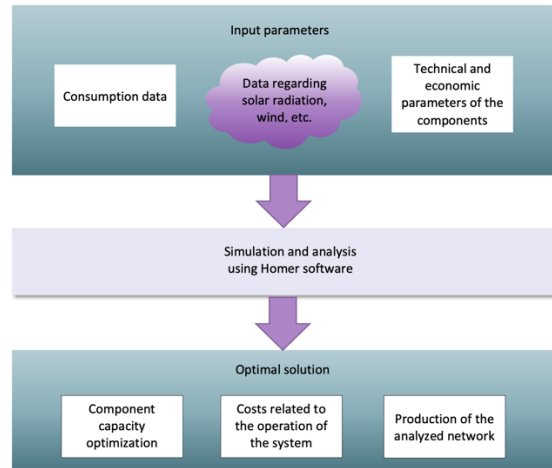 Input parameters
Consumption data
Data regarding
solar radiation,
wind, etc.
Technical and
economic
parameters of the
components
Simulation and analysis
using Homer software
Optimal solution
Component
capacity
optimization
Costs related to
the operation of
the system
Production of the
analyzed network